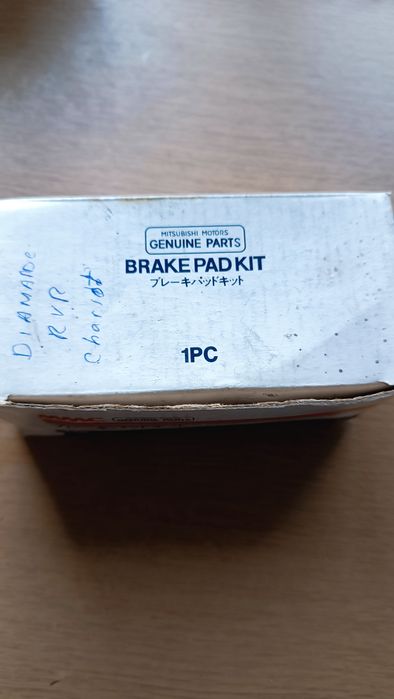 MITSUBISHI MOTORS
GENUINE PARTS
BRAKE PAD KIT
ブレーキパッドキット
1PC
DIAMANDE
RVR
Chariot